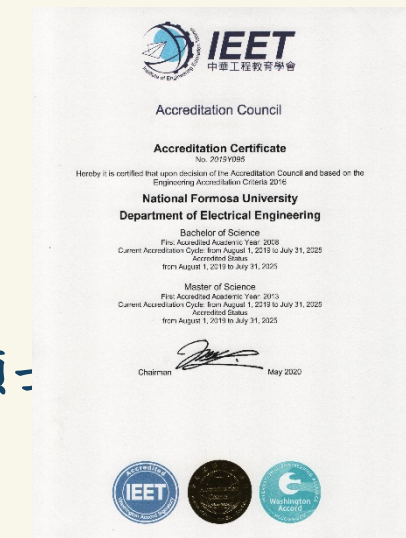 IEET
中華工程教育學會
Accreditation Council
Accreditation Certificate
No. 2019Y095
Hereby it is certified that upon decision of the Accreditation Council and based on the
Engineering Accreditation Criteria 2016
National Formosa University
Department of Electrical Engineering
Bachelor of Science
First Accredited Academic Year: 2008
Current Accreditation Cycle: from August 1, 2019 to July 31, 2025
Accredited Status
from August 1, 2019 to July 31, 2025
Master of Science
First Accredited Academic Year: 2013
Current Accreditation Cycle: from August 1, 2019 to July 31, 2025
Accredited Status
from August 1, 2019 to July 31, 2025
Chairman May 2020
Accredited
IEET
Washington Accord Signatory
Washington
Accord